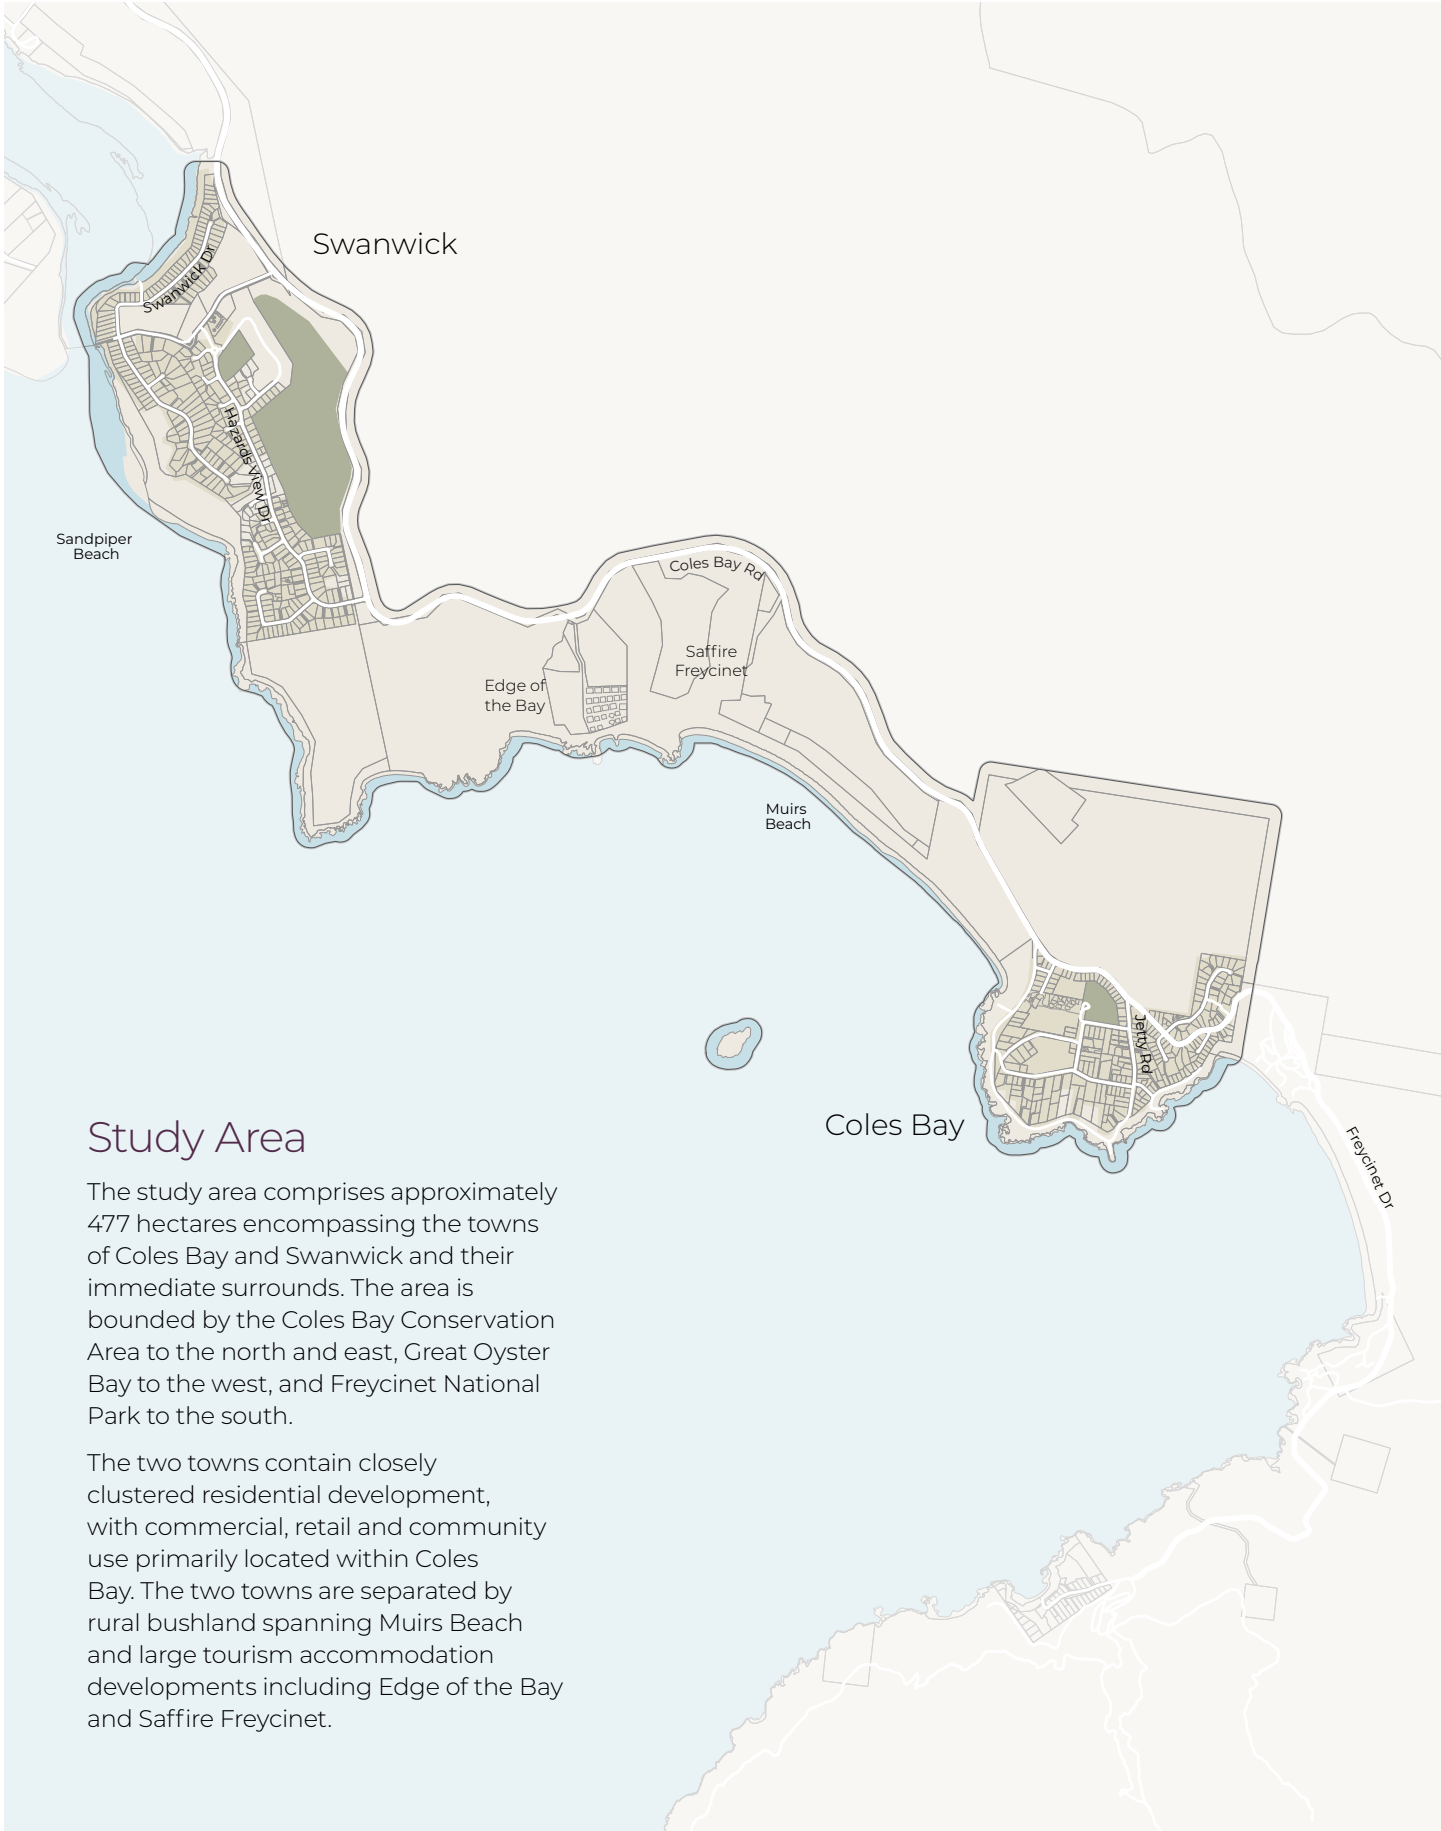 Swanwick
Swanwick Dr
Hazards View Dr
Sandpiper
Beach
Coles Bay Rd
Saffire
Freycinet
Edge of
the Bay
Muirs
Beach
Jetty Rd
Coles Bay
Freycinet Dr
Study Area
The study area comprises approximately
477 hectares encompassing the towns
of Coles Bay and Swanwick and their
immediate surrounds. The area is
bounded by the Coles Bay Conservation
Area to the north and east, Great Oyster
Bay to the west, and Freycinet National
Park to the south.
The two towns contain closely
clustered residential development,
with commercial, retail and community
use primarily located within Coles
Bay. The two towns are separated by
rural bushland spanning Muirs Beach
and large tourism accommodation
developments including Edge of the Bay
and Saffire Freycinet.